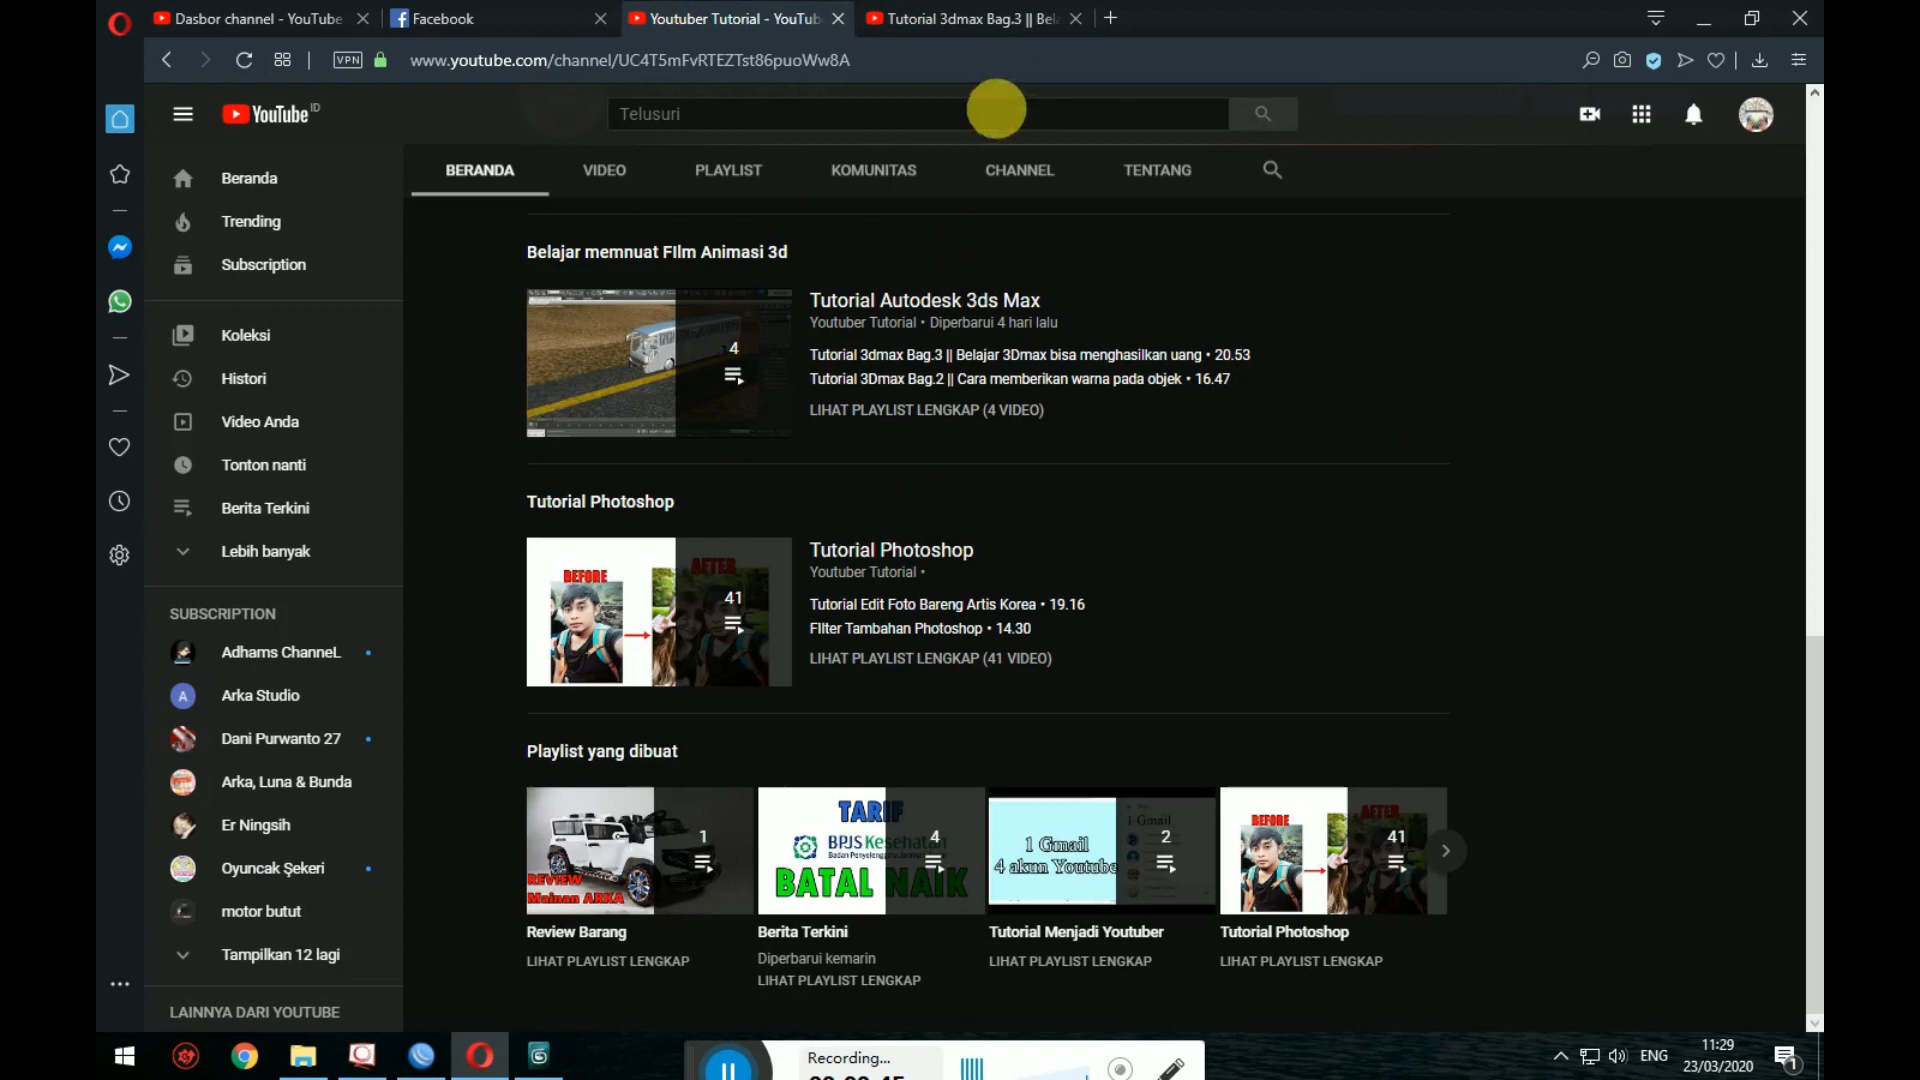 Dasbor channel - YouTube
Facebook
Youtuber Tutorial - YouTub
Tutorial 3dmax Bag.3 || Bel
VPN
www.youtube.com/channel/UC4T5mFvRTEZTst86puoWw8A
YouTube ID
Telusuri
BERANDA
VIDEO
PLAYLIST
KOMUNITAS
CHANNEL
TENTANG
Beranda
Trending
Subscription
Koleksi
Histori
Video Anda
Tonton nanti
Berita Terkini
Lebih banyak
SUBSCRIPTION
Adhams ChanneL
A
Arka Studio
Dani Purwanto 27
Arka, Luna & Bunda
Er Ningsih
Oyuncak Şekeri
motor butut
Tampilkan 12 lagi
LAINNYA DARI YOUTUBE
Belajar memnuat FIlm Animasi 3d
4
Tutorial Autodesk 3ds Max
Youtuber Tutorial • Diperbarui 4 hari lalu
Tutorial 3dmax Bag.3 || Belajar 3Dmax bisa menghasilkan uang • 20.53
Tutorial 3Dmax Bag.2 || Cara memberikan warna pada objek • 16.47
LIHAT PLAYLIST LENGKAP (4 VIDEO)
Tutorial Photoshop
BEFORE
AFTER
41
Tutorial Photoshop
Youtuber Tutorial •
Tutorial Edit Foto Bareng Artis Korea • 19.16
FIlter Tambahan Photoshop • 14.30
LIHAT PLAYLIST LENGKAP (41 VIDEO)
Playlist yang dibuat
REVIEW
Mainan ARKA
1
Review Barang
LIHAT PLAYLIST LENGKAP
TARIF
BPJS Kesehatan
BATAL NAIK
4
Berita Terkini
Diperbarui kemarin
LIHAT PLAYLIST LENGKAP
1 Gmail
4 akun Youtube
1 Gmail
2
Tutorial Menjadi Youtuber
LIHAT PLAYLIST LENGKAP
BEFORE
AFTER
41
Tutorial Photoshop
LIHAT PLAYLIST LENGKAP
Recording...
ENG
11:29
23/03/2020
1